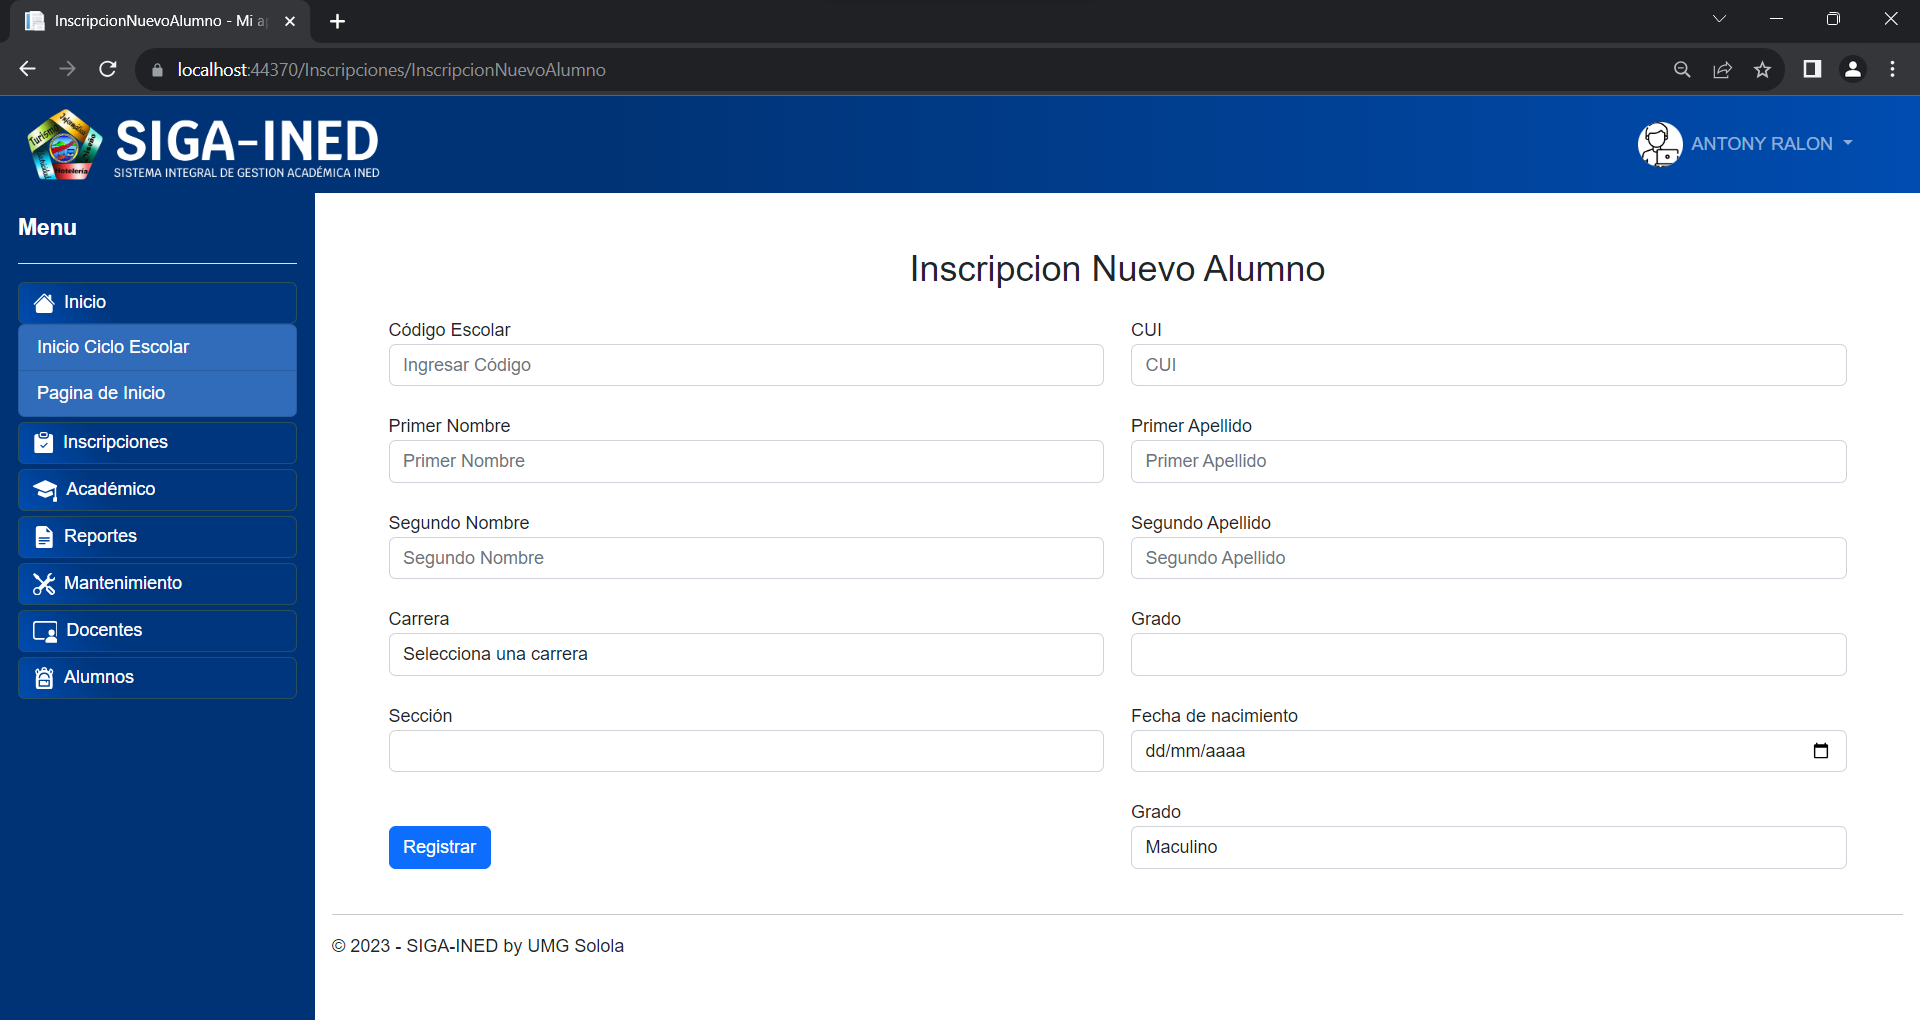 InscripcionNuevoAlumno - Mi a
localhost:44370/Inscripciones/InscripcionNuevoAlumno
Turismo
Informática
Hotelería
SIGA-INED
SISTEMA INTEGRAL DE GESTION ACADÉMICA INED
ANTONY RALON
Menu
Inicio
Inicio Ciclo Escolar
Pagina de Inicio
Inscripciones
Académico
Reportes
Mantenimiento
Docentes
Alumnos
Inscripcion Nuevo Alumno
Código Escolar
Ingresar Código
CUI
CUI
Primer Nombre
Primer Nombre
Primer Apellido
Primer Apellido
Segundo Nombre
Segundo Nombre
Segundo Apellido
Segundo Apellido
Carrera
Selecciona una carrera
Grado
Sección
Fecha de nacimiento
dd/mm/aaaa
Grado
Maculino
Registrar
© 2023 - SIGA-INED by UMG Solola